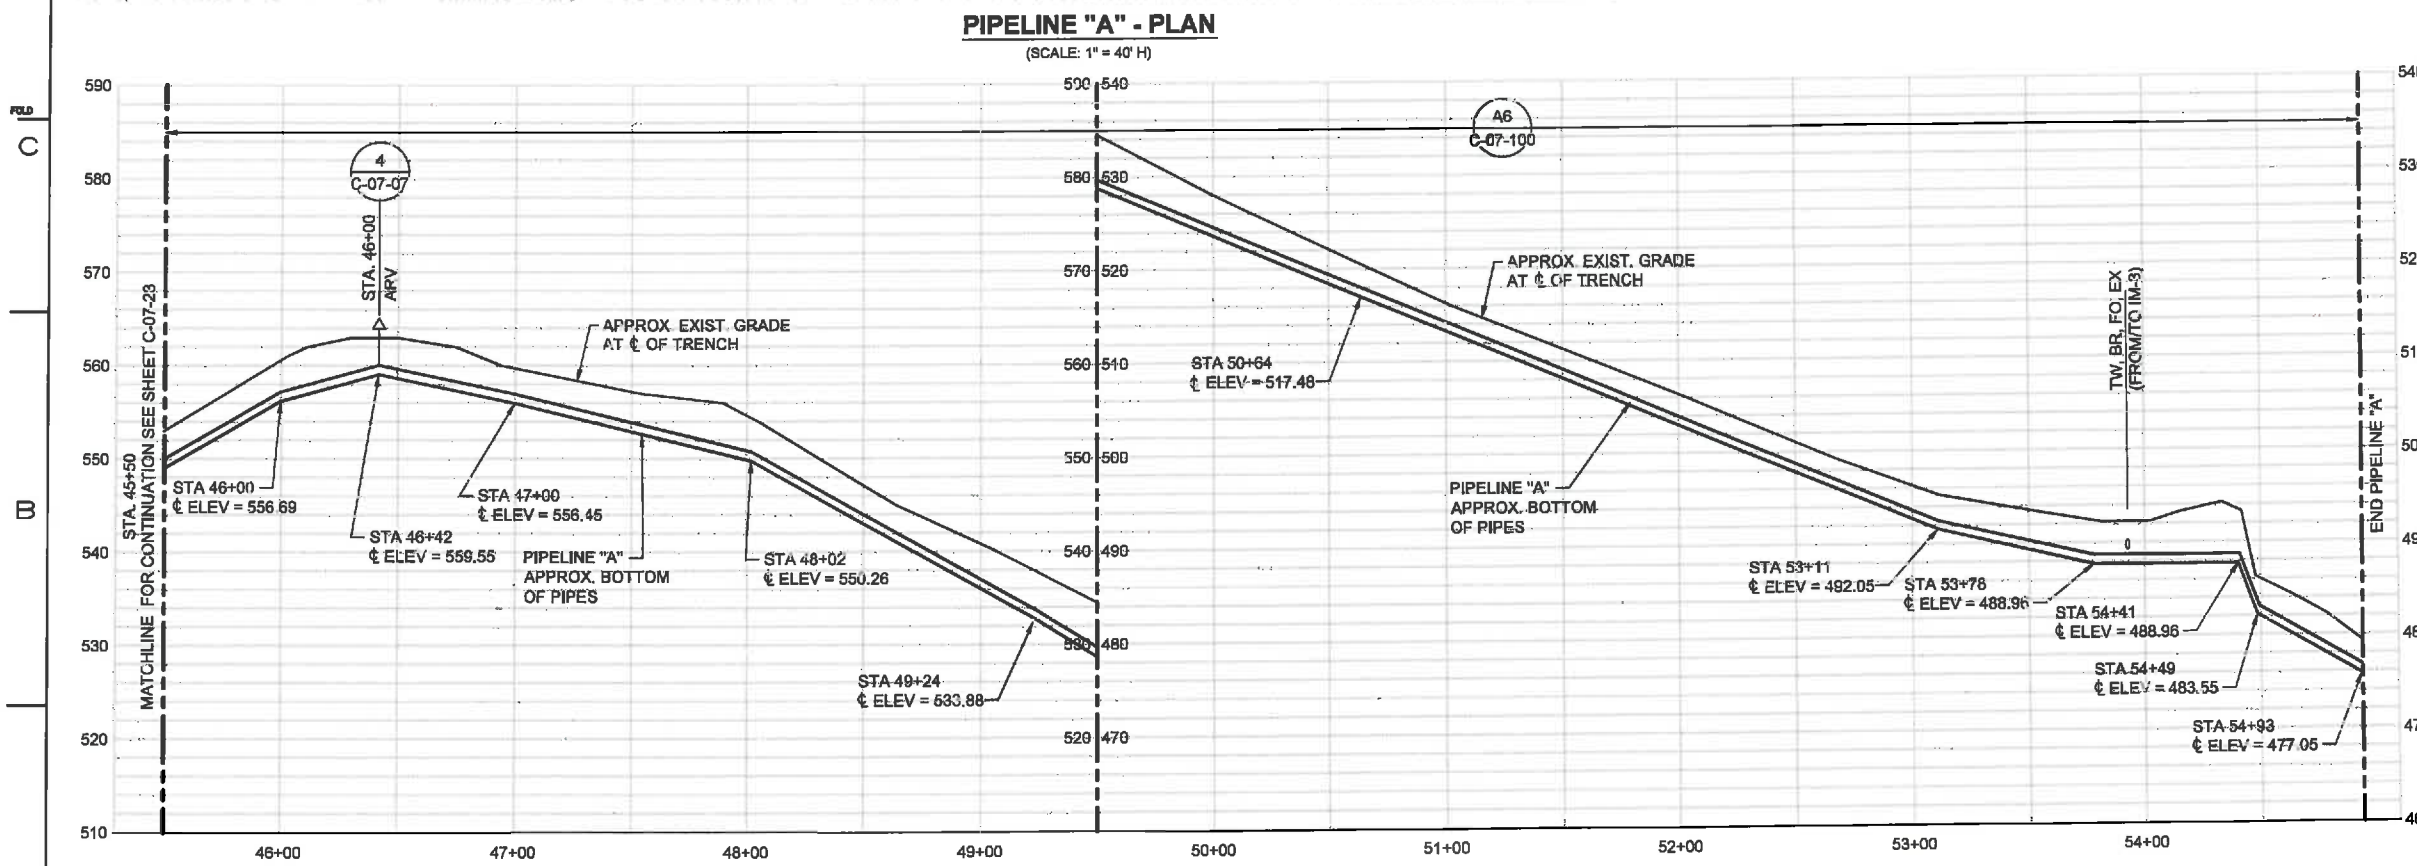 PIPELINE "A" - PLAN
(SCALE: 1" = 40' H)
FOLD
C
B
590
580
570
560
550
540
530
520
510
590 540
580 530
570 520
560 510
550 500
540 490
530 480
520 470
4
C-07-07
STA. 46+00
ARV
A6
C-07-100
STA. 45+50
MATCHLINE FOR CONTINUATION SEE SHEET C-07-23
APPROX EXIST. GRADE
AT ℄ OF TRENCH
STA 46+00
℄ ELEV = 556.69
STA 46+42
℄ ELEV = 559.55
STA 47+00
℄ ELEV = 556.45
PIPELINE "A"
APPROX. BOTTOM
OF PIPES
STA 48+02
℄ ELEV = 550.26
STA 49+24
℄ ELEV = 533.88
APPROX EXIST. GRADE
AT ℄ OF TRENCH
STA 50+64
℄ ELEV = 517.48
PIPELINE "A"
APPROX. BOTTOM
OF PIPES
STA 53+11
℄ ELEV = 492.05
STA 53+78
℄ ELEV = 488.96
STA 54+41
℄ ELEV = 488.96
STA 54+49
℄ ELEV = 483.55
STA 54+93
℄ ELEV = 477.05
TW, BR, FO, EX
(FROM/TO IM-3)
END PIPELINE "A"
46+00
47+00
48+00
49+00
50+00
51+00
52+00
53+00
54+00